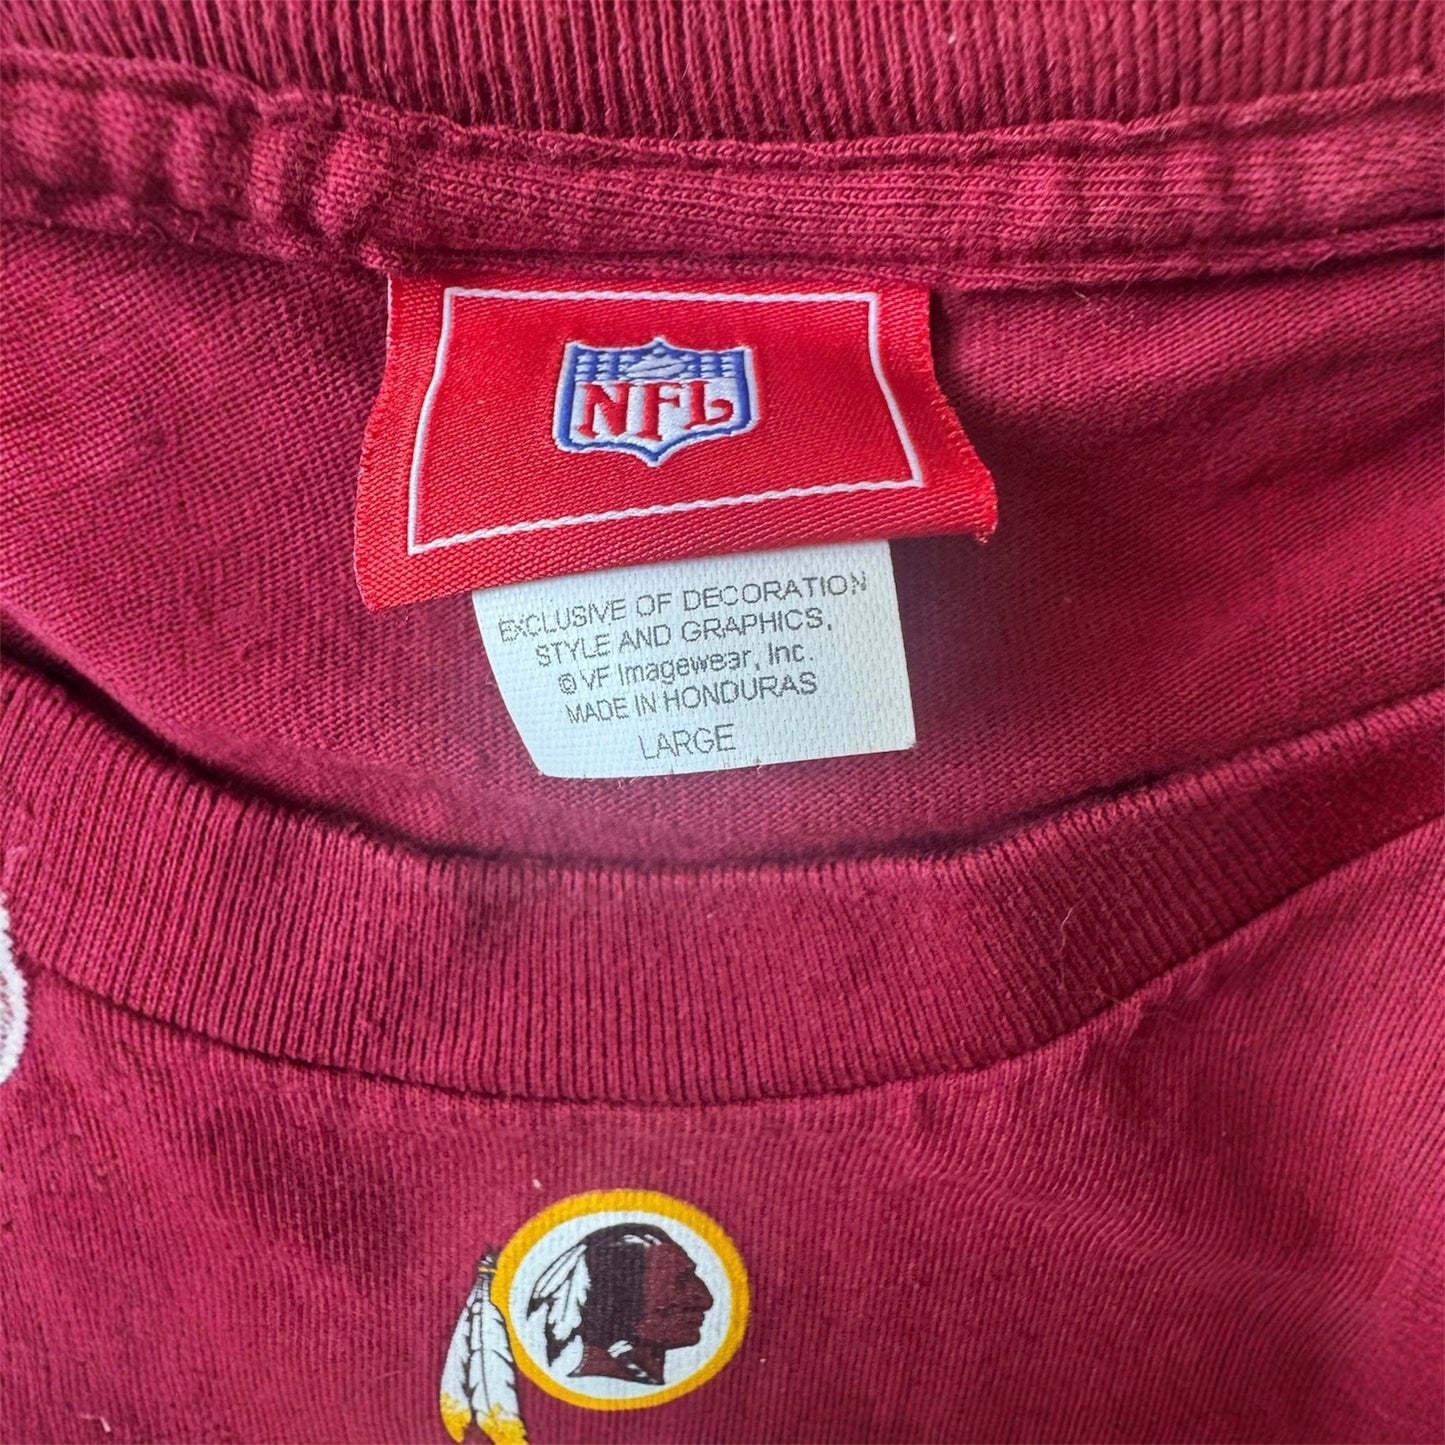 NFL
EXCLUSIVE OF DECORATION
STYLE AND GRAPHICS,
© VF Imagewear, Inc.
MADE IN HONDURAS
LARGE